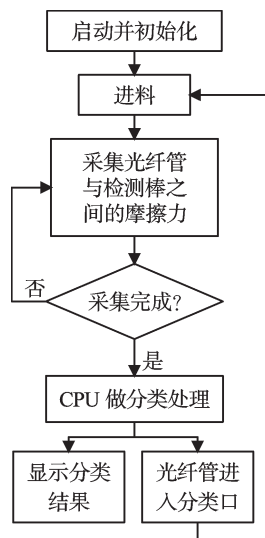 启动并初始化
进料
采集光纤管
与检测棒之
间的摩擦力
否
采集完成?
是
CPU 做分类处理
显示分类
结果
光纤管进
入分类口